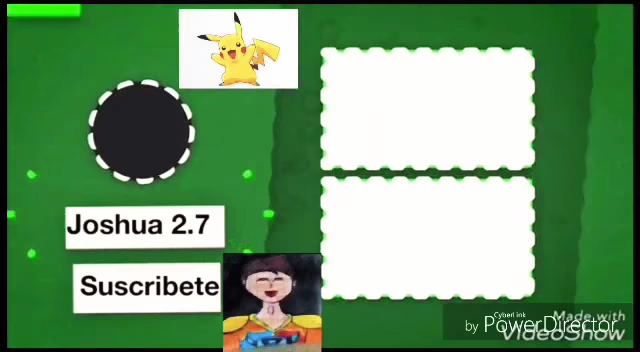 Joshua 2.7
Suscribete
Made with
VideoShow
by CyberLink
PowerDirector